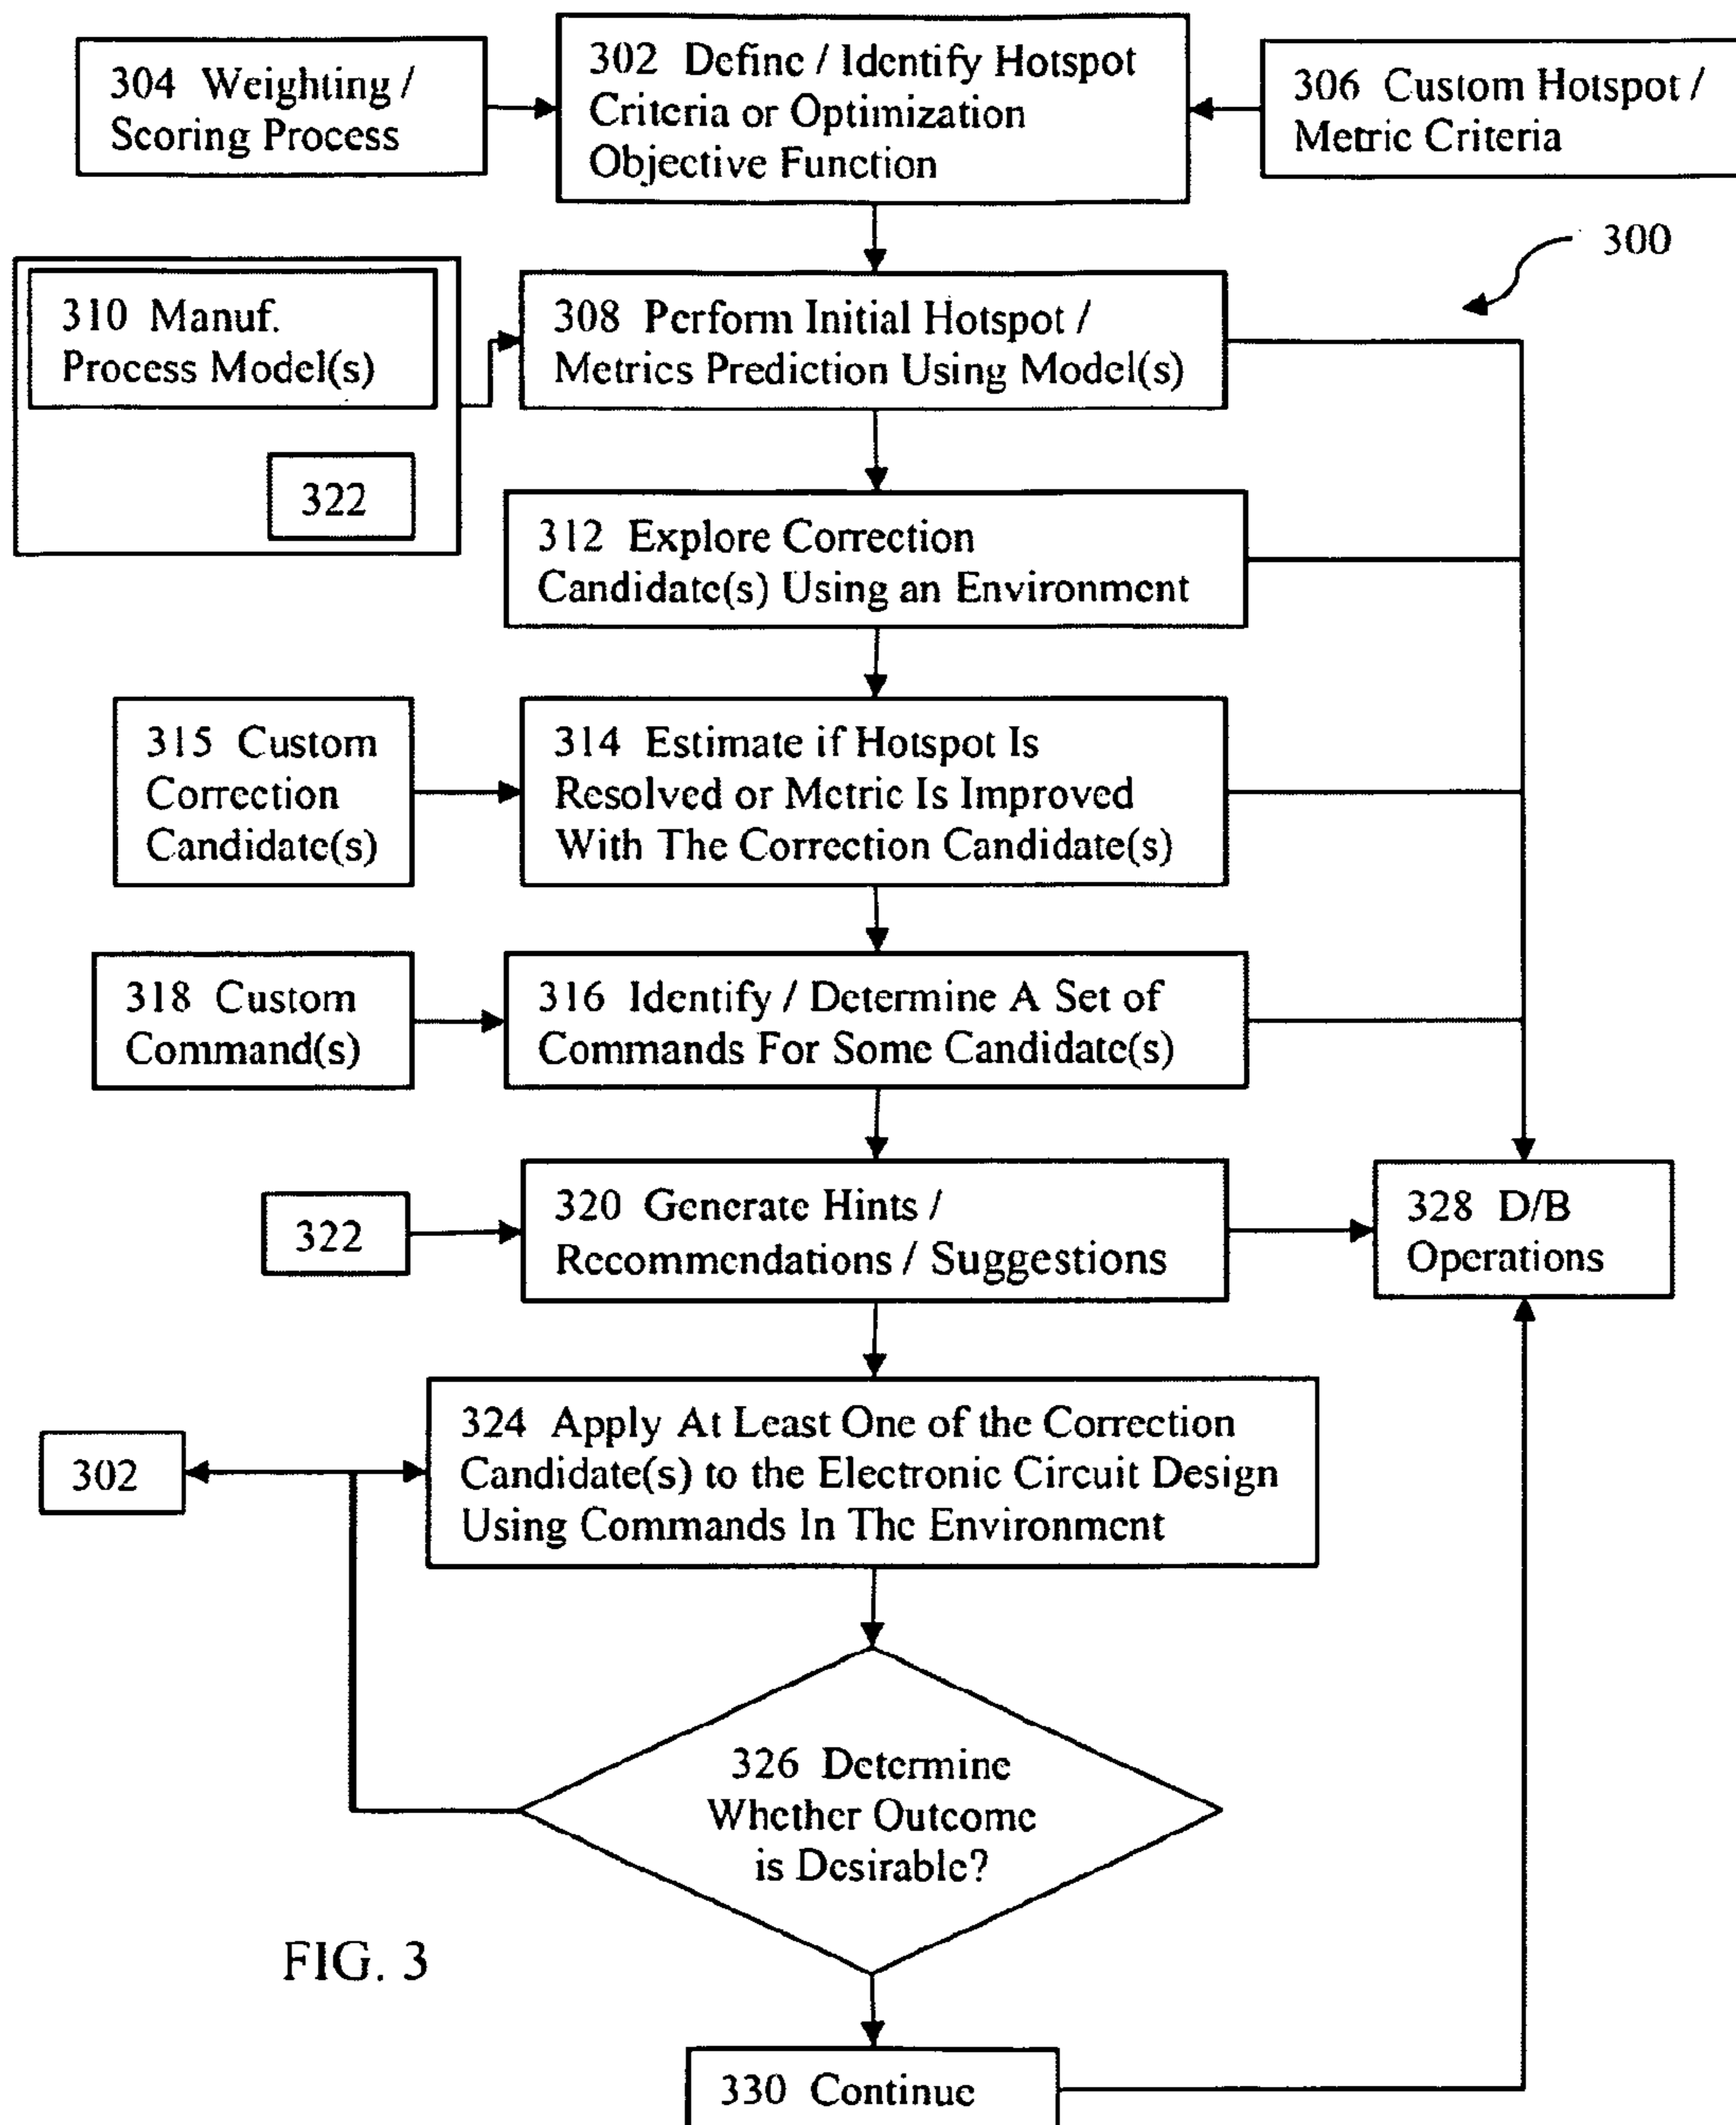 304 Weighting /
Scoring Process
302 Define / Identify Hotspot
Criteria or Optimization
Objective Function
306 Custom Hotspot /
Metric Criteria
300
310 Manuf.
Process Model(s)
322
308 Perform Initial Hotspot /
Metrics Prediction Using Model(s)
312 Explore Correction
Candidate(s) Using an Environment
315 Custom
Correction
Candidate(s)
314 Estimate if Hotspot Is
Resolved or Metric Is Improved
With The Correction Candidate(s)
318 Custom
Command(s)
316 Identify / Determine A Set of
Commands For Some Candidate(s)
322
320 Generate Hints /
Recommendations / Suggestions
328 D/B
Operations
302
324 Apply At Least One of the Correction
Candidate(s) to the Electronic Circuit Design
Using Commands In The Environment
326 Determine
Whether Outcome
is Desirable?
FIG. 3
330 Continue